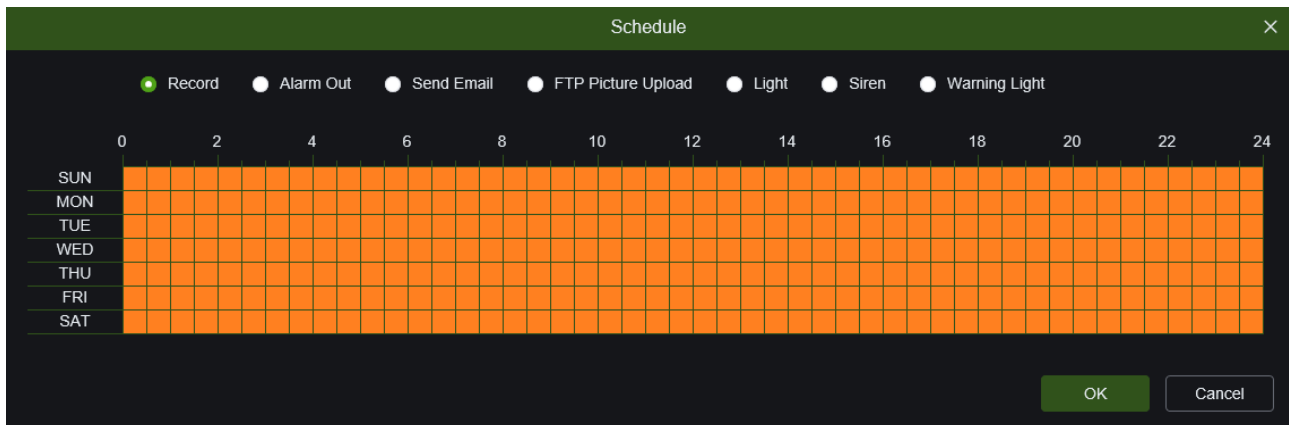 Schedule
Record Alarm Out Send Email FTP Picture Upload Light Siren Warning Light
0 2 4 6 8 10 12 14 16 18 20 22 24
SUN
MON
TUE
WED
THU
FRI
SAT
OK Cancel